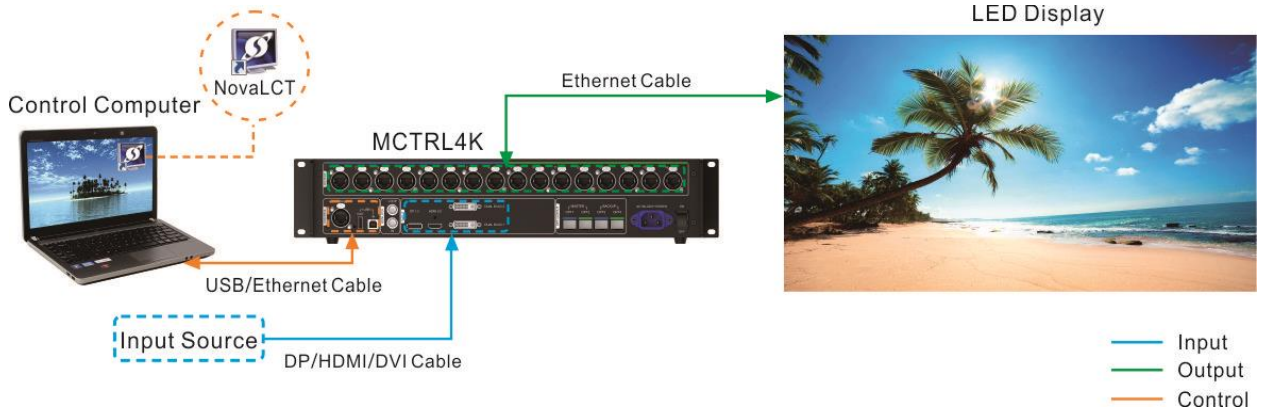 LED Display
NovaLCT
Control Computer
Ethernet Cable
MCTRL4K
USB/Ethernet Cable
Input Source
DP/HDMI/DVI Cable
Input
Output
Control